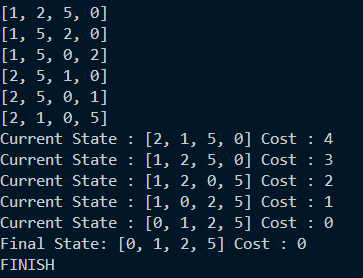 [1, 2, 5, 0]
[1, 5, 2, 0]
[1, 5, 0, 2]
[2, 5, 1, 0]
[2, 5, 0, 1]
[2, 1, 0, 5]
Current State : [2, 1, 5, 0] Cost : 4
Current State : [1, 2, 5, 0] Cost : 3
Current State : [1, 2, 0, 5] Cost : 2
Current State : [1, 0, 2, 5] Cost : 1
Current State : [0, 1, 2, 5] Cost : 0
Final State: [0, 1, 2, 5] Cost : 0
FINISH